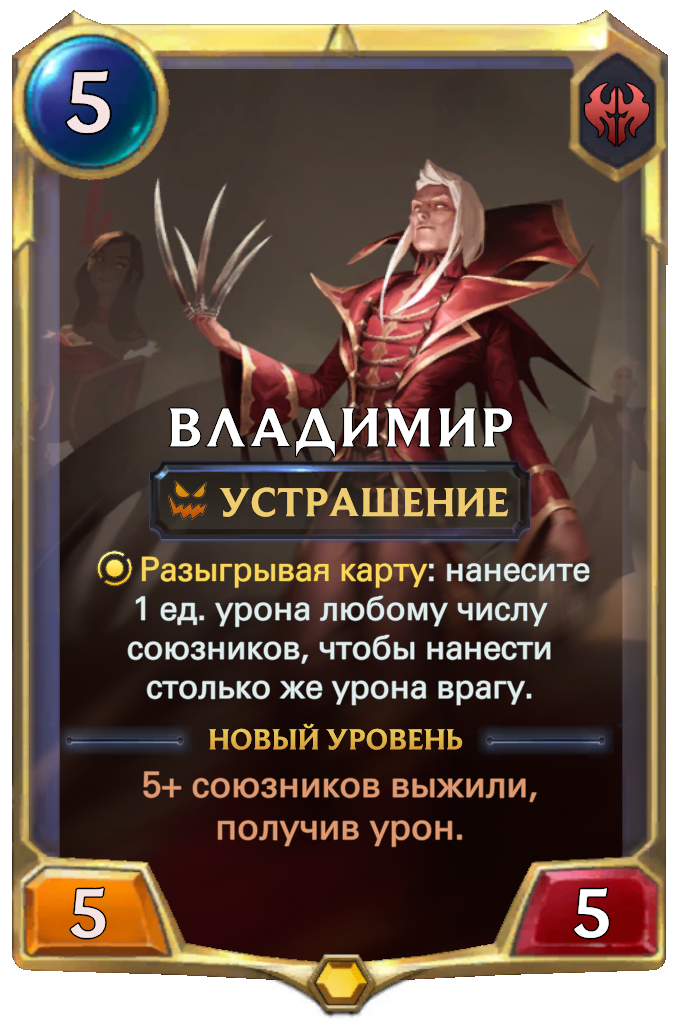 5
ВЛАДИМИР
УСТРАШЕНИЕ
Разыгрывая карту: нанесите
1 ед. урона любому числу
союзников, чтобы нанести
столько же урона врагу.
НОВЫЙ УРОВЕНЬ
5+ союзников выжили,
получив урон.
5
5